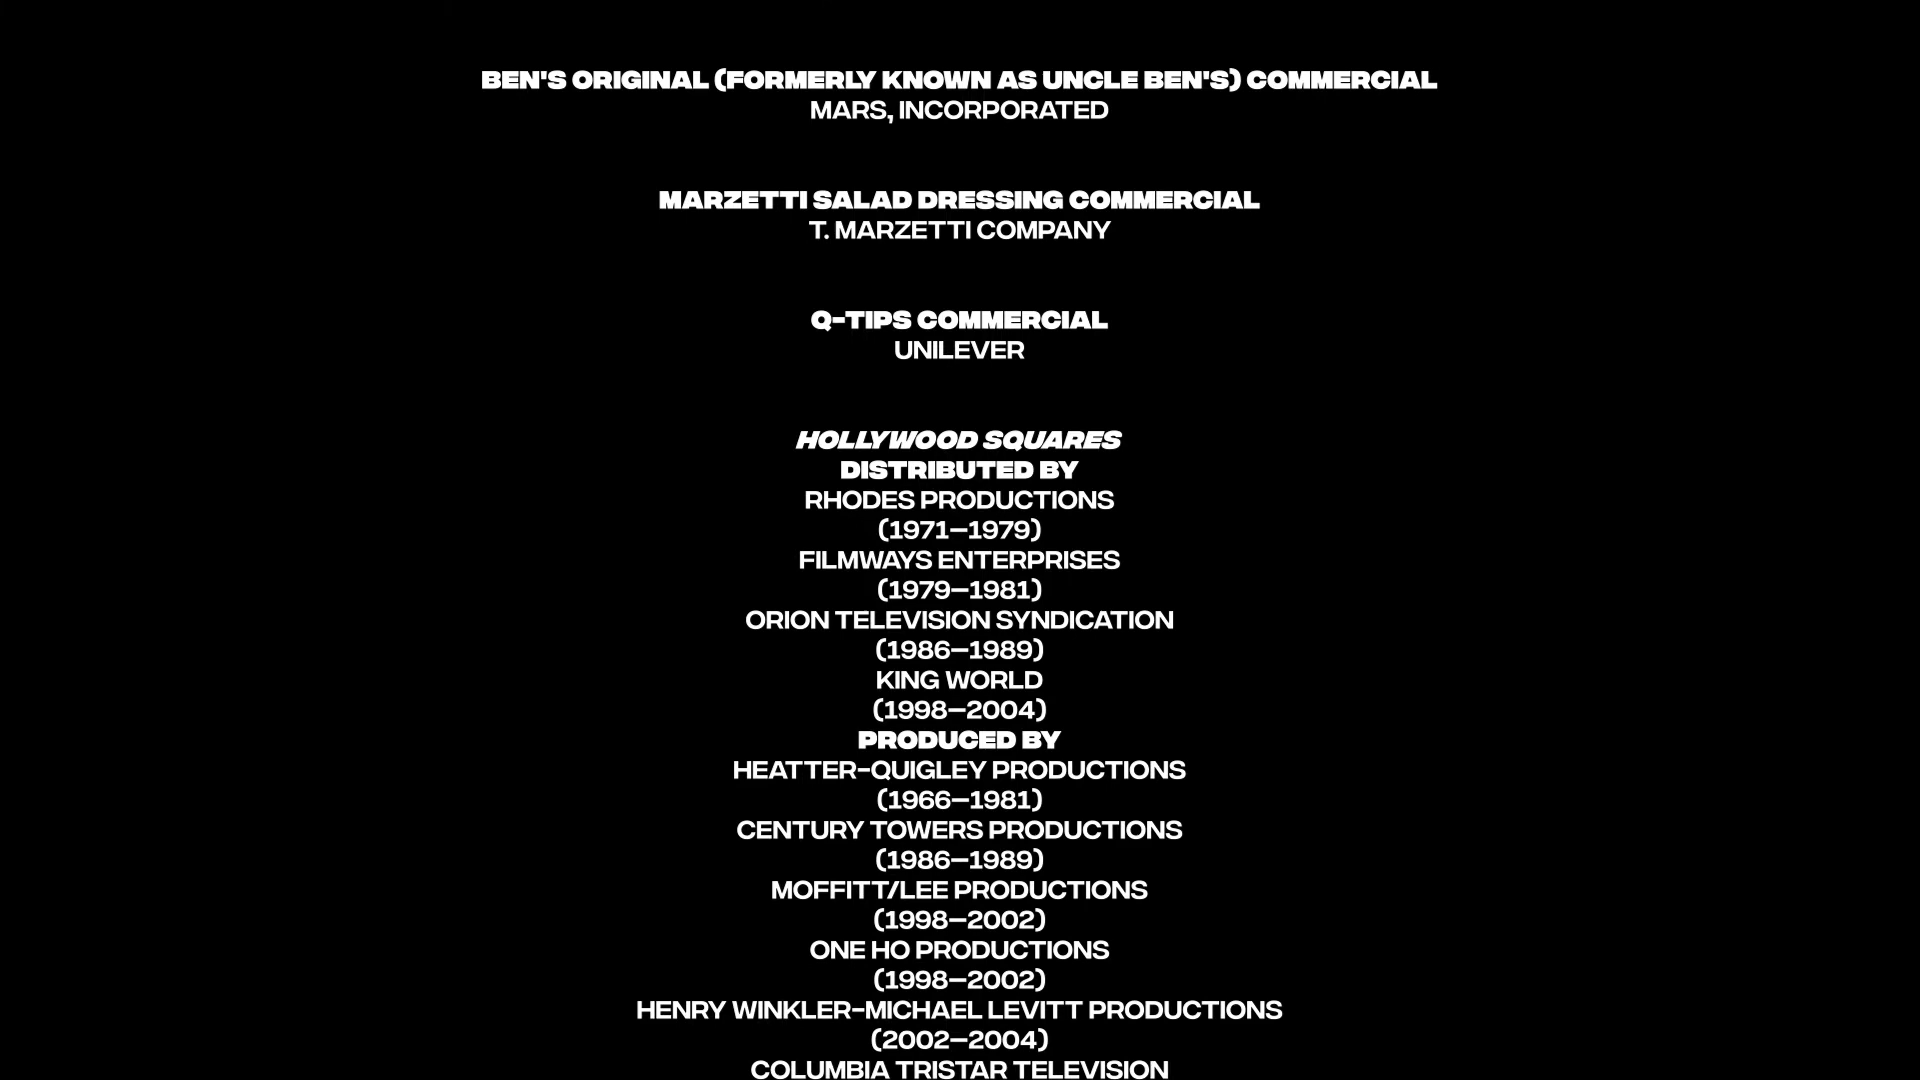 BEN'S ORIGINAL (FORMERLY KNOWN AS UNCLE BEN'S) COMMERCIAL
MARS, INCORPORATED
MARZETTI SALAD DRESSING COMMERCIAL
T. MARZETTI COMPANY
Q-TIPS COMMERCIAL
UNILEVER
HOLLYWOOD SQUARES
DISTRIBUTED BY
RHODES PRODUCTIONS
(1971–1979)
FILMWAYS ENTERPRISES
(1979–1981)
ORION TELEVISION SYNDICATION
(1986–1989)
KING WORLD
(1998–2004)
PRODUCED BY
HEATTER-QUIGLEY PRODUCTIONS
(1966–1981)
CENTURY TOWERS PRODUCTIONS
(1986–1989)
MOFFITT/LEE PRODUCTIONS
(1998–2002)
ONE HO PRODUCTIONS
(1998–2002)
HENRY WINKLER-MICHAEL LEVITT PRODUCTIONS
(2002–2004)
COLUMBIA TRISTAR TELEVISION